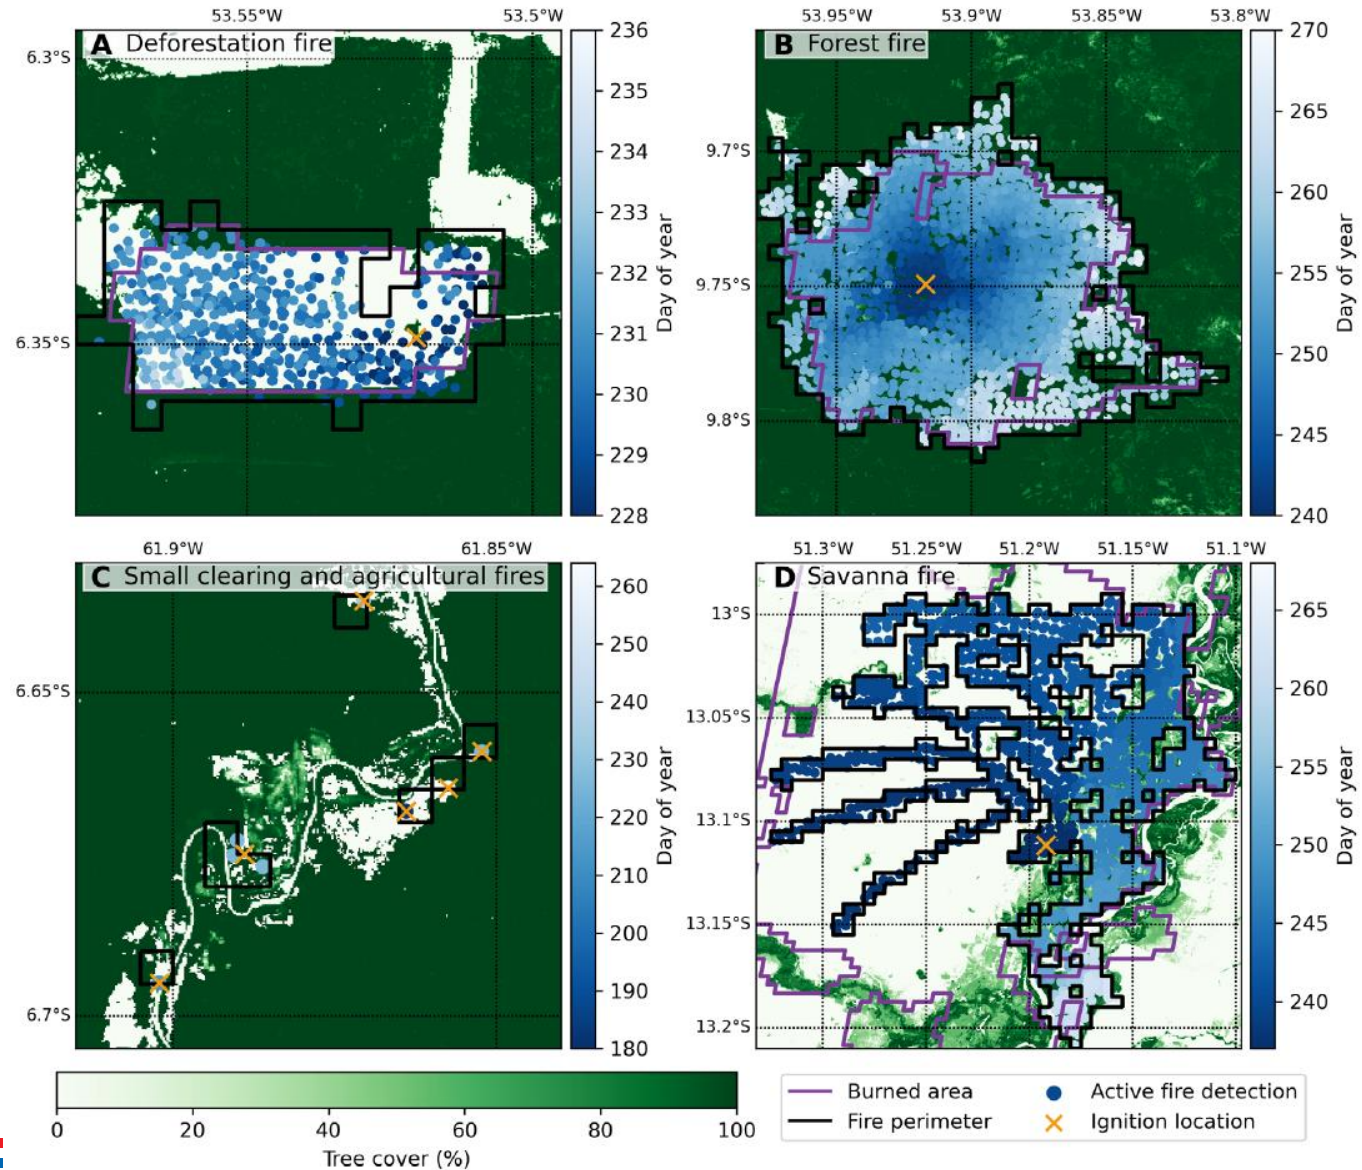 53.55°W 53.5°W
A Deforestation fire
6.3°S
6.35°S
236
235
234
233
232
231
230
229
228
Day of year
53.95°W 53.9°W 53.85°W 53.8°W
B Forest fire
9.7°S
9.75°S
9.8°S
270
265
260
255
250
245
240
Day of year
61.9°W 61.85°W
C Small clearing and agricultural fires
6.65°S
6.7°S
260
250
240
230
220
210
200
190
180
Day of year
51.3°W 51.25°W 51.2°W 51.15°W 51.1°W
D Savanna fire
13°S
13.05°S
13.1°S
13.15°S
13.2°S
265
260
255
250
245
240
Day of year
0 20 40 60 80 100
Tree cover (%)
Burned area
Fire perimeter
Active fire detection
Ignition location